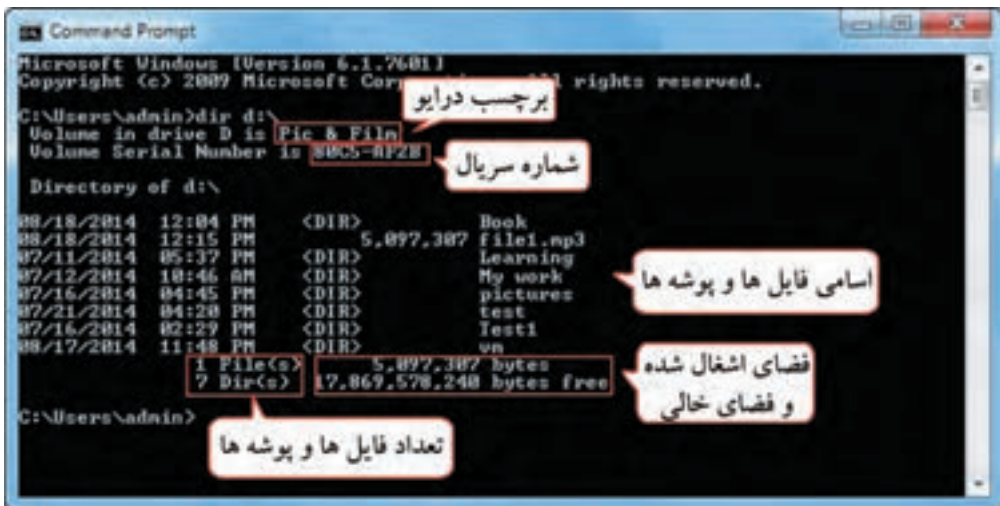 Command Prompt
Microsoft Windows [Version 6.1.7601]
Copyright (c) 2009 Microsoft Corp All rights reserved.
برچسب درایو
C:\Users\admin>dir d:\
Volume in drive D is Pic & Film
Volume Serial Number is 80C5-AF2B
شماره سریال
Directory of d:\
08/18/2014 12:04 PM <DIR> Book
08/18/2014 12:15 PM 5,097,307 file1.mp3
07/11/2014 05:37 PM <DIR> Learning
07/12/2014 10:46 AM <DIR> My work
07/16/2014 04:45 PM <DIR> pictures
07/21/2014 04:20 PM <DIR> test
07/16/2014 02:29 PM <DIR> Test1
08/17/2014 11:48 PM <DIR> vm
اسامی فایل ها و پوشه ها
1 File(s) 5,097,307 bytes
7 Dir(s) 17,869,578,240 bytes free
فضای اشغال شده
و فضای خالی
C:\Users\admin>
تعداد فایل ها و پوشه ها